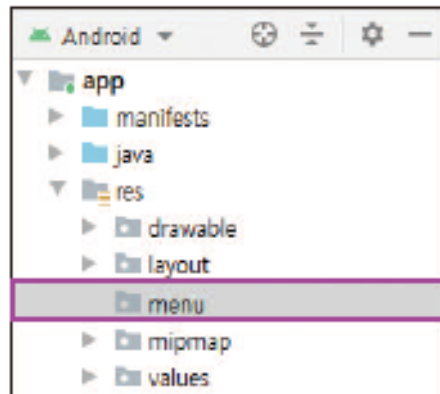 Android
app
manifests
java
res
drawable
layout
menu
mipmap
values